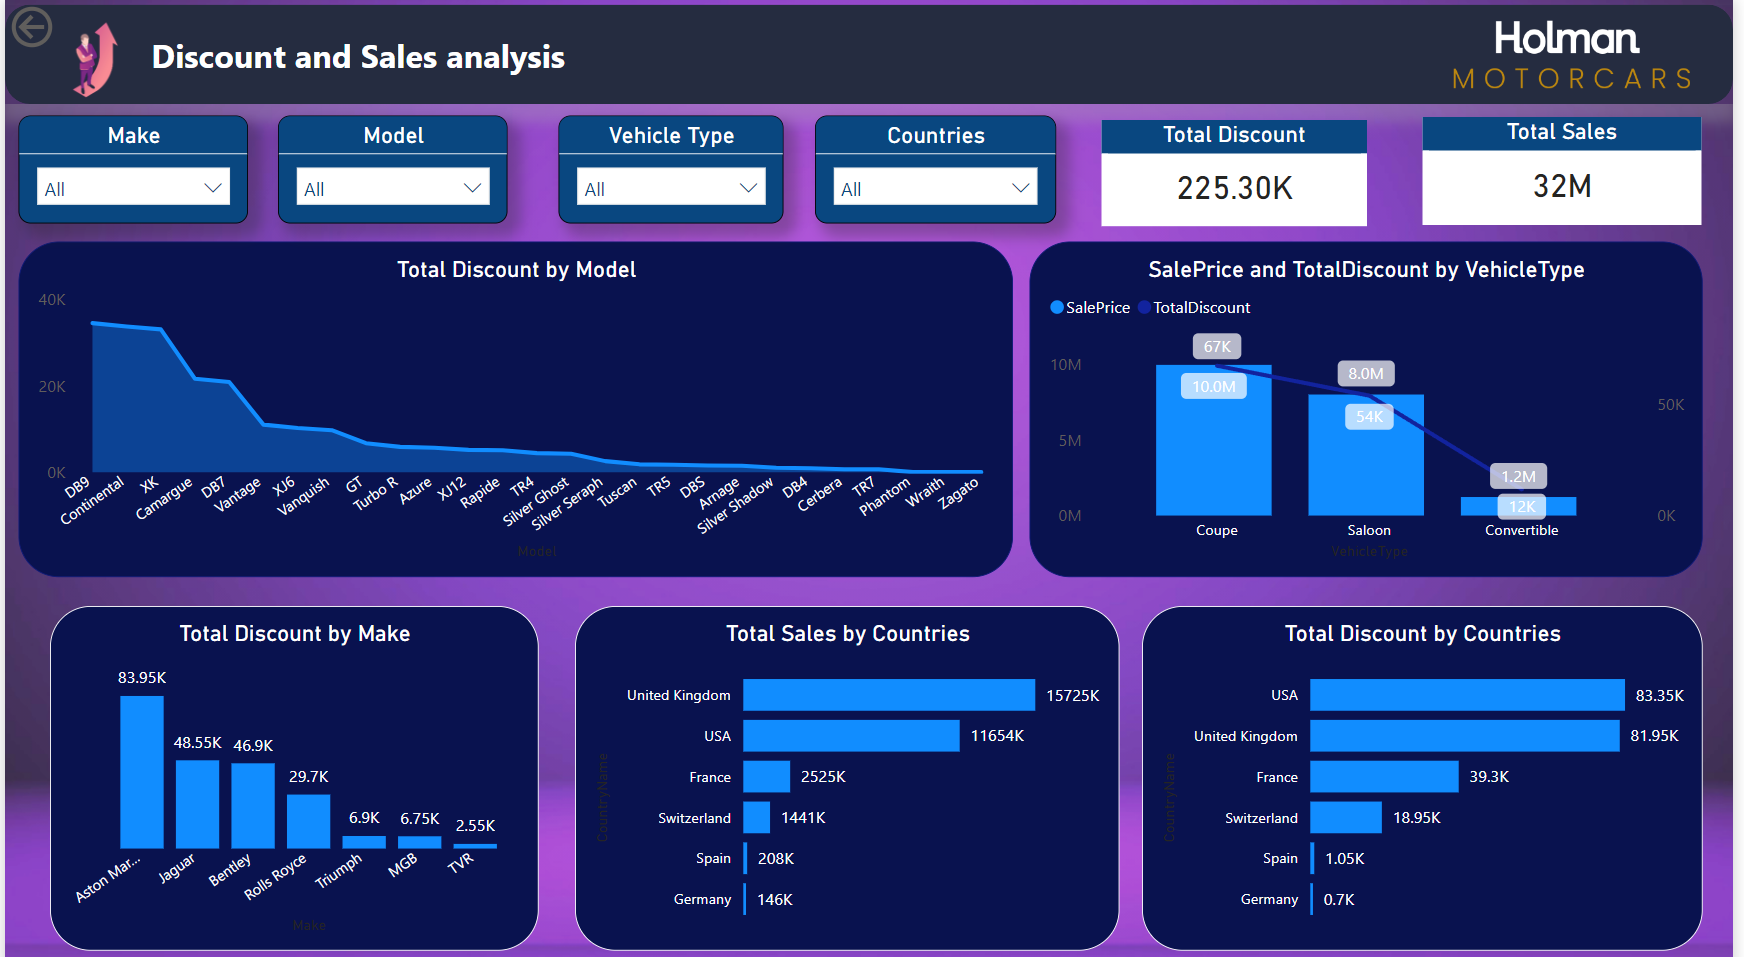 Discount and Sales analysis
Holman
MOTORCARS
Make
All
Model
All
Vehicle Type
All
Countries
All
Total Discount
225.30K
Total Sales
32M
Total Discount by Model
40K
20K
0K
DB9
Continental
XK
Camargue
DB7
Vantage
XJ6
Vanquish
GT
Turbo R
Azure
XJ12
Rapide
TR4
Silver Ghost
Silver Seraph
Tuscan
TR5
DBS
Arnage
Silver Shadow
DB4
Cerbera
TR7
Phantom
Wraith
Zagato
Model
SalePrice and TotalDiscount by VehicleType
SalePrice TotalDiscount
10M
5M
0M
67K
10.0M
8.0M
54K
1.2M
12K
50K
0K
Coupe
Saloon
Convertible
VehicleType
Total Discount by Make
83.95K
48.55K
46.9K
29.7K
6.9K
6.75K
2.55K
Aston Mar...
Jaguar
Bentley
Rolls Royce
Triumph
MGB
TVR
Make
Total Sales by Countries
CountryName
United Kingdom 15725K
USA 11654K
France 2525K
Switzerland 1441K
Spain 208K
Germany 146K
Total Discount by Countries
CountryName
USA 83.35K
United Kingdom 81.95K
France 39.3K
Switzerland 18.95K
Spain 1.05K
Germany 0.7K